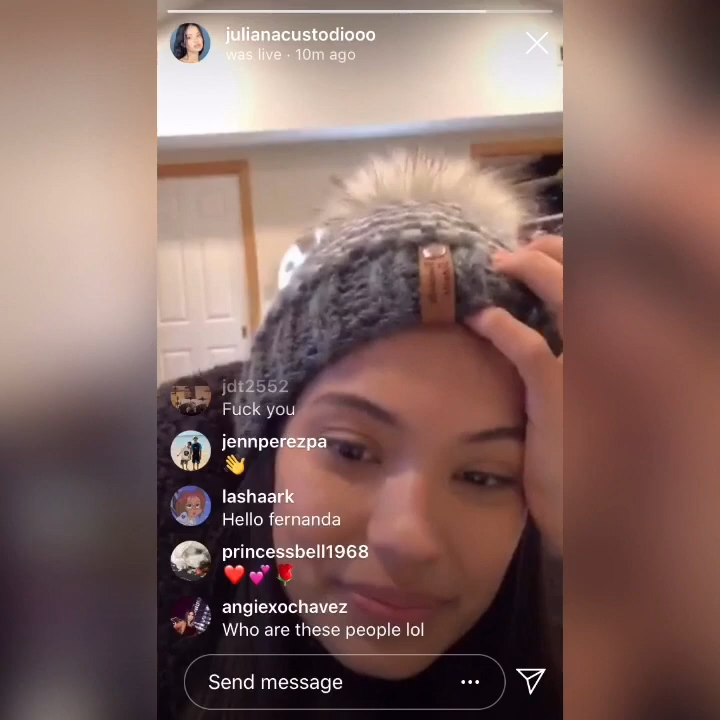 julianacustodiooo
was live · 10m ago
jdt2552
Fuck you
jennperezpa
👋
lashaark
Hello fernanda
princessbell1968
❤️ 💕 🌹
angiexochavez
Who are these people lol
Send message